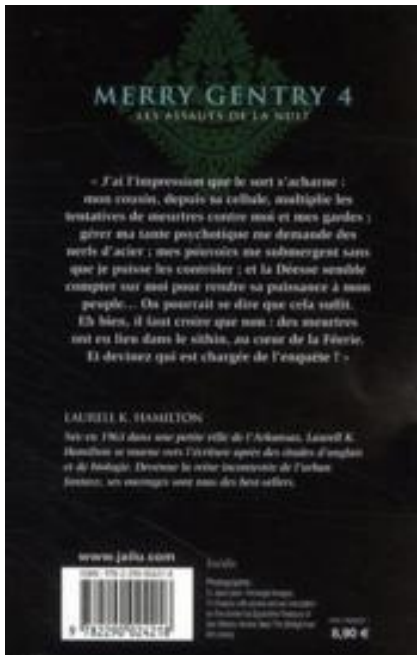 MERRY GENTRY 4
LES ASSAUTS DE LA NUIT
« J'ai l'impression que le sort s'acharne :
mon cousin, depuis sa cellule, multiplie les
tentatives de meurtres contre moi et mes gardes ;
gérer ma tante psychotique me demande des
nerfs d'acier ; mes pouvoirs me submergent sans
que je puisse les contrôler ; et la Déesse semble
compter sur moi pour rendre sa puissance à mon
peuple... On pourrait se dire que cela suffit.
Eh bien, il faut croire que non : des meurtres
ont eu lieu dans le sithin, au cœur de la Féerie.
Et devinez qui est chargée de l'enquête ? »
LAURELL K. HAMILTON
Née en 1963 dans une petite ville de l'Arkansas, Laurell K.
Hamilton se tourne vers l'écriture après des études d'anglais
et de biologie. Devenue la reine incontestée de l'urban
fantasy, ses ouvrages sont tous des best-sellers.
www.jailu.com
Inédit
ISBN
9 782290 024218
8,90 €